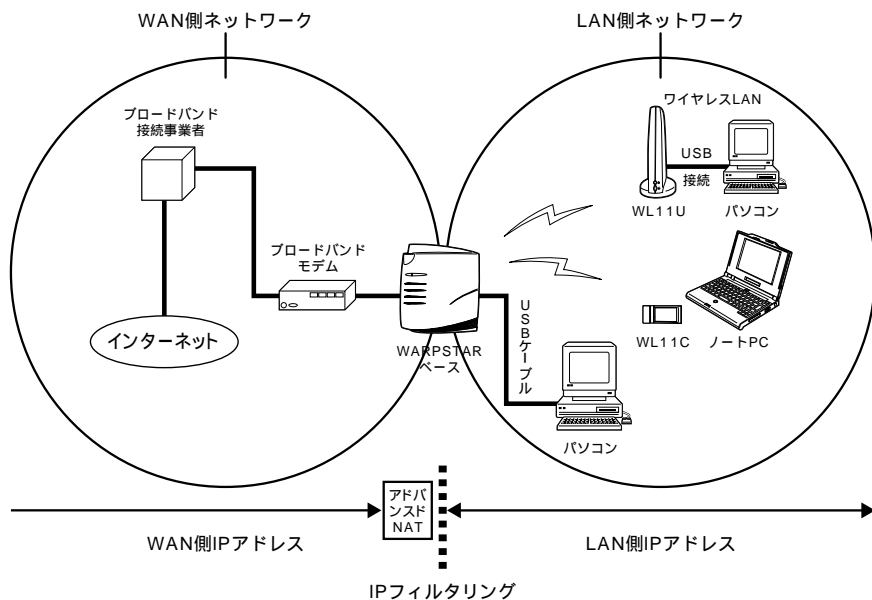 WAN側ネットワーク
LAN側ネットワーク
ブロードバンド
接続事業者
ワイヤレスLAN
USB
接続
WL11U
パソコン
ブロードバンド
モデム
インターネット
WARPSTAR
ベース
USBケーブル
WL11C
ノートPC
パソコン
アドバ
ンスド
NAT
WAN側IPアドレス
LAN側IPアドレス
IPフィルタリング